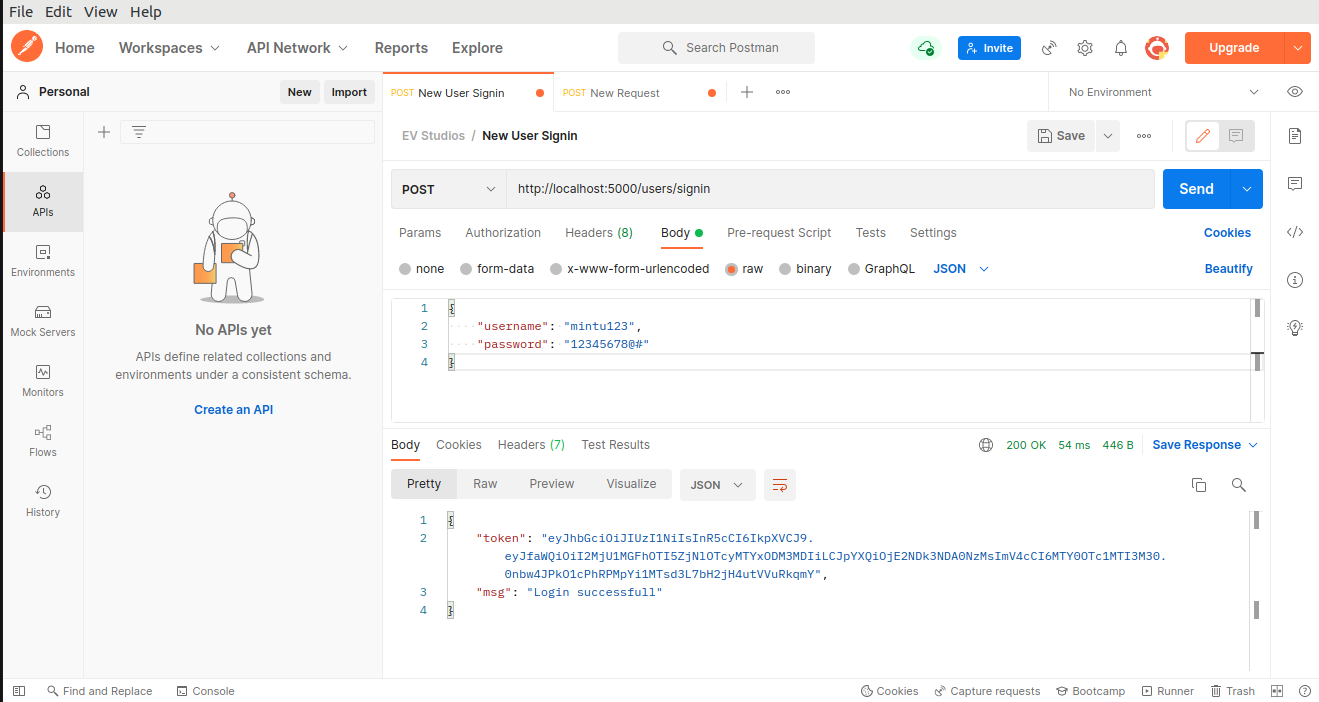 File Edit View Help
Home Workspaces API Network Reports Explore Search Postman Invite Upgrade
Personal New Import POST New User Signin POST New Request No Environment
Collections
EV Studios / New User Signin Save
APIs
POST http://localhost:5000/users/signin Send
Params Authorization Headers (8) Body Pre-request Script Tests Settings Cookies
Environments
none form-data x-www-form-urlencoded raw binary GraphQL JSON Beautify
1 {
2 "username": "mintu123",
3 "password": "12345678@#"
4 }
Mock Servers
No APIs yet
APIs define related collections and
environments under a consistent schema.
Create an API
Monitors
Flows
History
Body Cookies Headers (7) Test Results 200 OK 54 ms 446 B Save Response
Pretty Raw Preview Visualize JSON
1 {
2 "token": "eyJhbGciOiJIUzI1NiIsInR5cCI6IkpXVCJ9.
eyJfaWQiOiI2MjU1MGFhOTI5ZjNlOTcyMTYxODM3MDIiLCJpYXQiOjE2NDk3NDA0NzMsImV4cCI6MTY0OTc1MTI3M30.
0nbw4JPkO1cPhRPMpYi1MTsd3L7bH2jH4utVVuRkqmY",
3 "msg": "Login successfull"
4 }
Find and Replace Console Cookies Capture requests Bootcamp Runner Trash